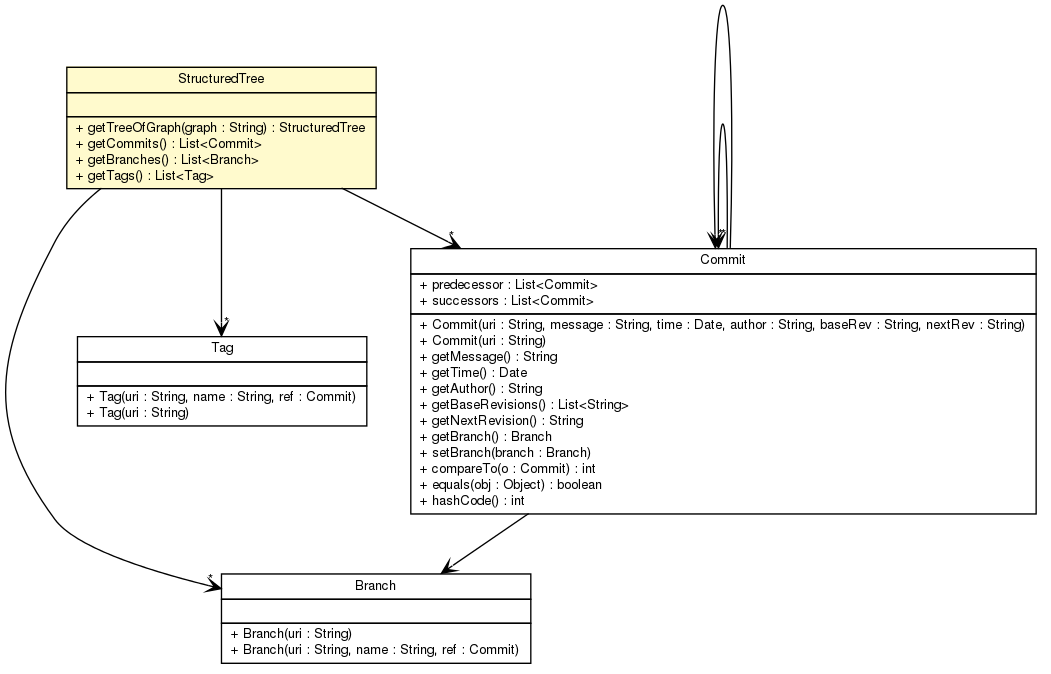 StructuredTree
+ getTreeOfGraph(graph : String) : StructuredTree
+ getCommits() : List<Commit>
+ getBranches() : List<Branch>
+ getTags() : List<Tag>
*
*
*
Commit
+ predecessor : List<Commit>
+ successors : List<Commit>
+ Commit(uri : String, message : String, time : Date, author : String, baseRev : String, nextRev : String)
+ Commit(uri : String)
+ getMessage() : String
+ getTime() : Date
+ getAuthor() : String
+ getBaseRevisions() : List<String>
+ getNextRevision() : String
+ getBranch() : Branch
+ setBranch(branch : Branch)
+ compareTo(o : Commit) : int
+ equals(obj : Object) : boolean
+ hashCode() : int
*
Tag
+ Tag(uri : String, name : String, ref : Commit)
+ Tag(uri : String)
*
Branch
+ Branch(uri : String)
+ Branch(uri : String, name : String, ref : Commit)